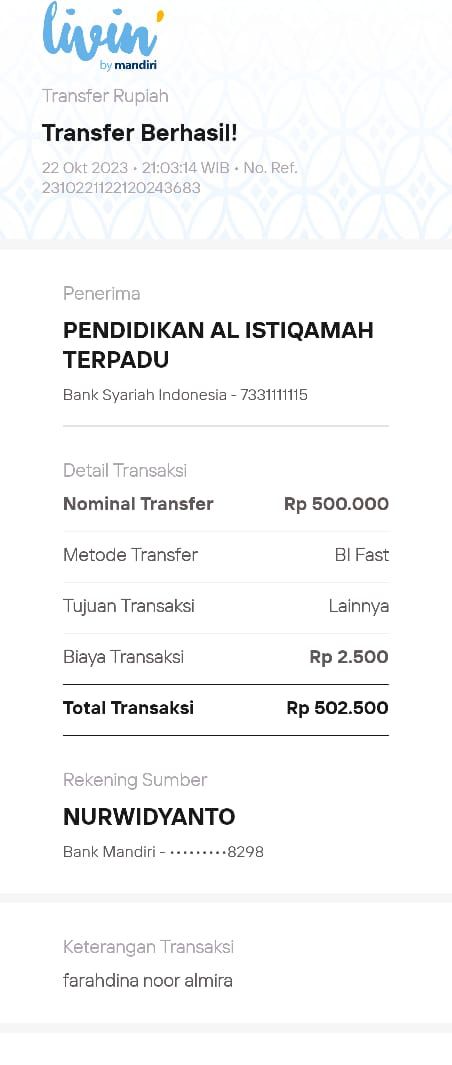 livin'
by mandiri
Transfer Rupiah
Transfer Berhasil!
22 Okt 2023 • 21:03:14 WIB • No. Ref.
2310221122120243683
Penerima
PENDIDIKAN AL ISTIQAMAH
TERPADU
Bank Syariah Indonesia - 7331111115
Detail Transaksi
Nominal Transfer Rp 500.000
Metode Transfer BI Fast
Tujuan Transaksi Lainnya
Biaya Transaksi Rp 2.500
Total Transaksi Rp 502.500
Rekening Sumber
NURWIDYANTO
Bank Mandiri - •••••••••8298
Keterangan Transaksi
farahdina noor almira